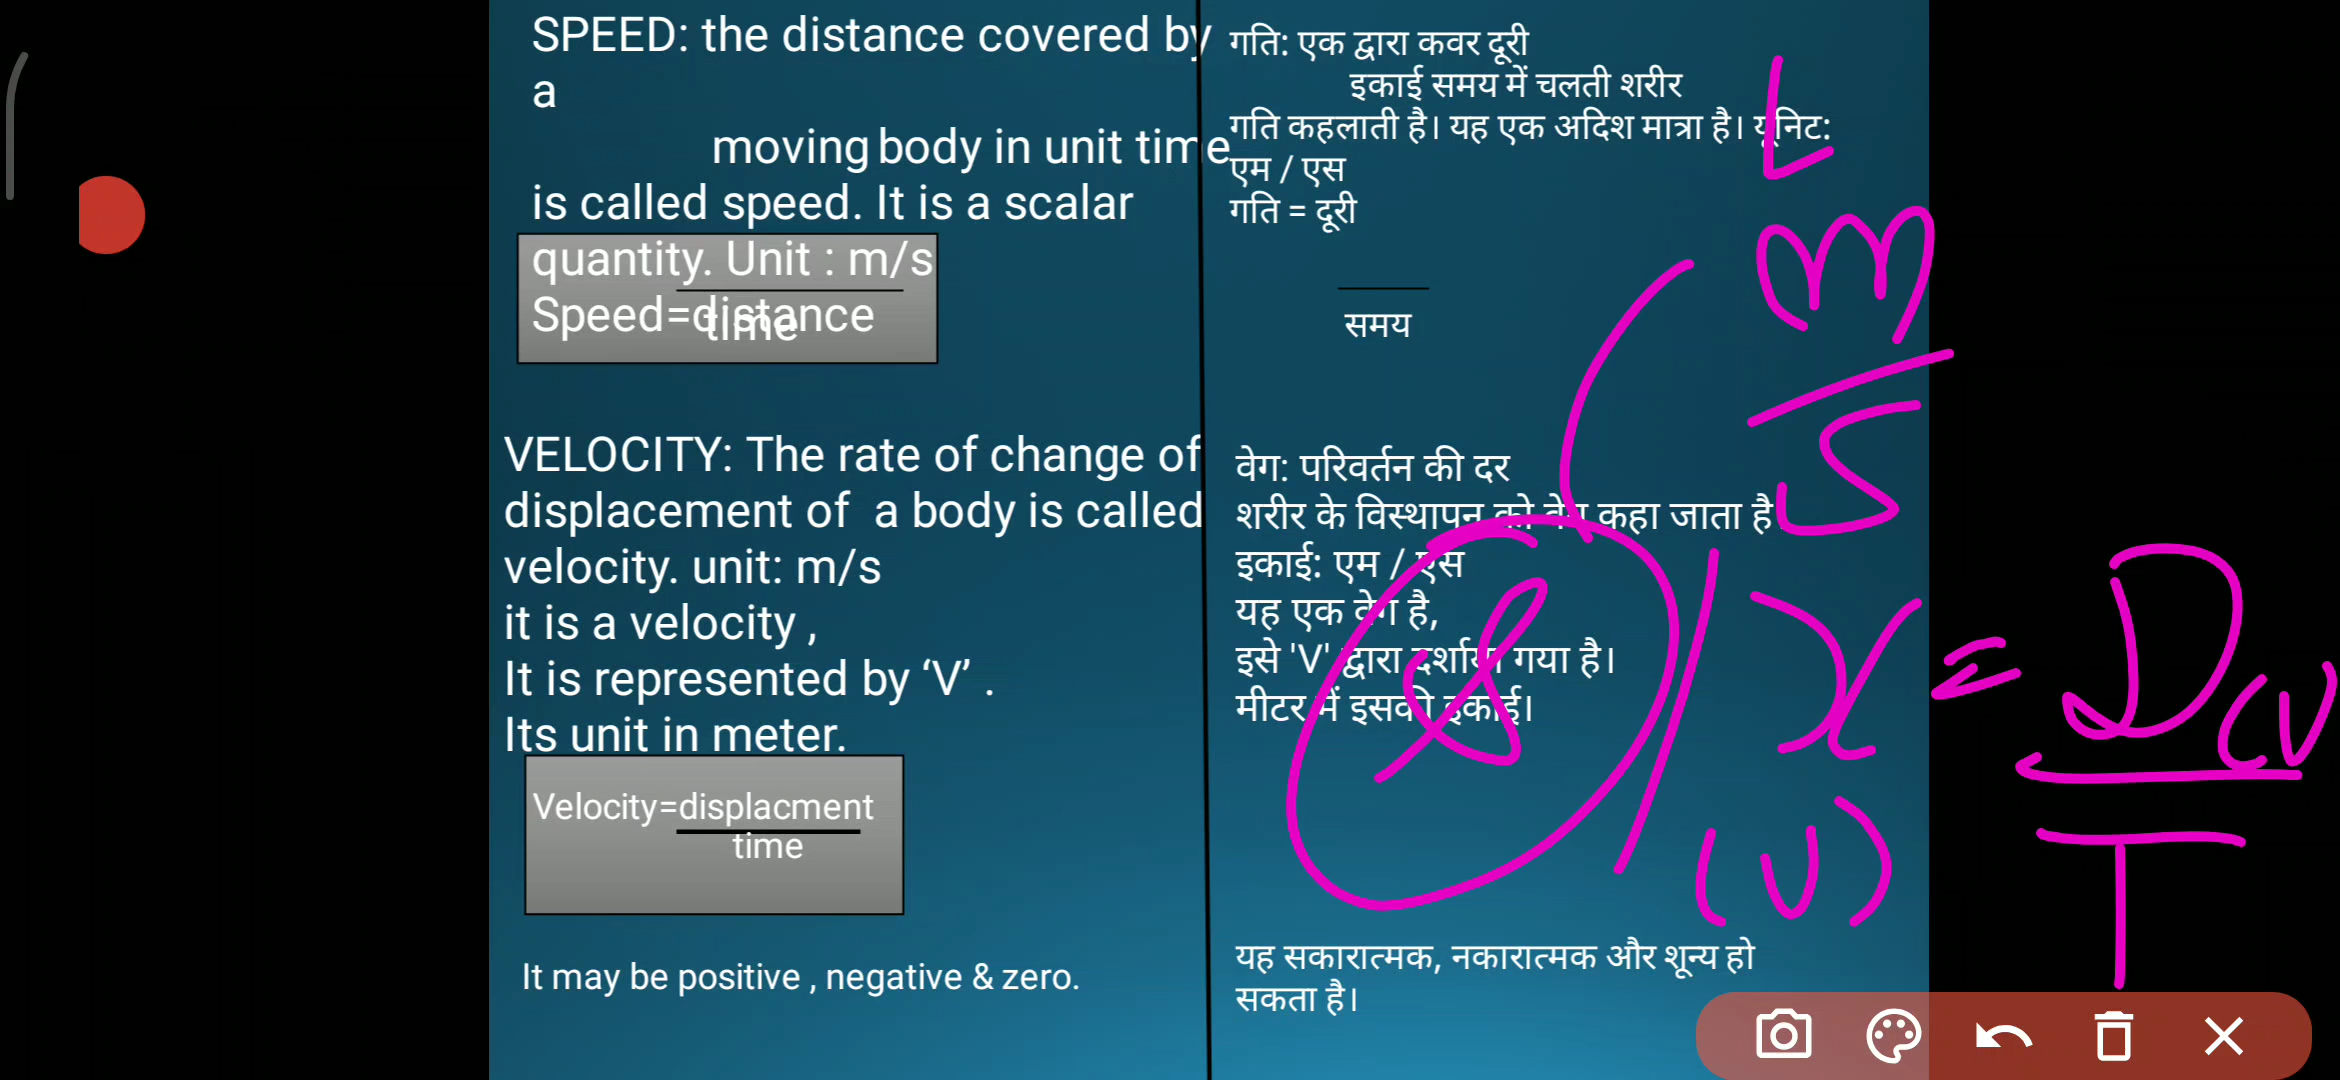 SPEED: the distance covered by
a
moving body in unit time
is called speed. It is a scalar
quantity. Unit : m/s
Speed=distance
time
VELOCITY: The rate of change of
displacement of a body is called
velocity. unit: m/s
it is a velocity ,
It is represented by ‘V’ .
Its unit in meter.
Velocity=displacment
time
It may be positive , negative & zero.
गति: एक द्वारा कवर दूरी
इकाई समय में चलती शरीर
गति कहलाती है। यह एक अदिश मात्रा है। यूनिट:
एम / एस
गति = दूरी
समय
वेग: परिवर्तन की दर
शरीर के विस्थापन को वेग कहा जाता है
इकाई: एम / एस
यह एक वेग है,
इसे 'V' द्वारा दर्शाया गया है।
मीटर में इसकी इकाई।
यह सकारात्मक, नकारात्मक और शून्य हो
सकता है।
L
m
S
= D
T
(U)